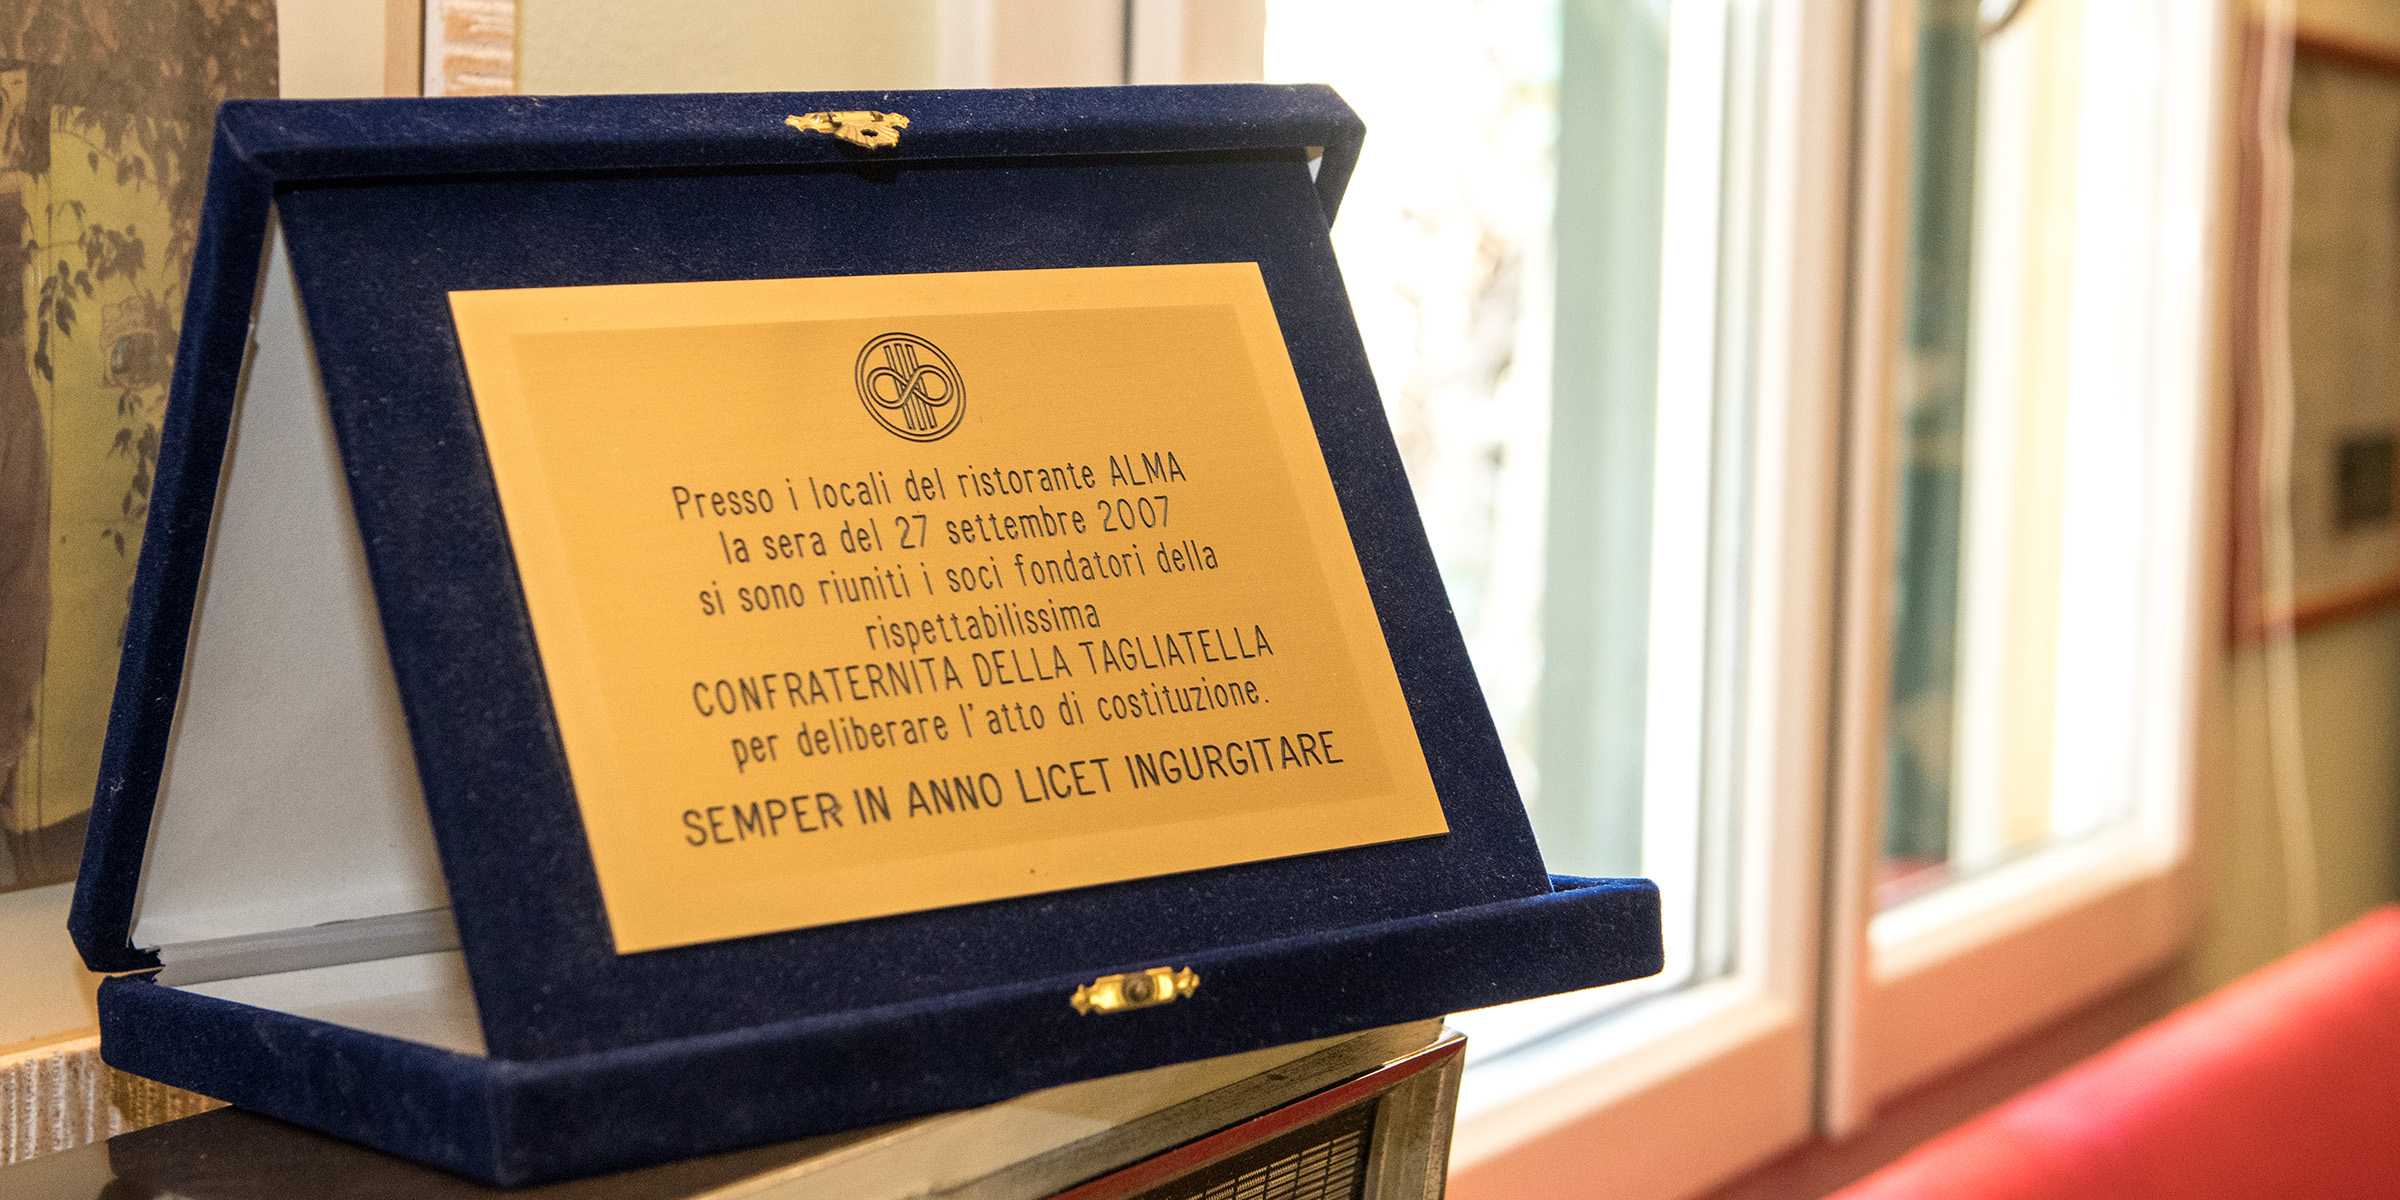 Presso i locali del ristorante ALMA
la sera del 27 settembre 2007
si sono riuniti i soci fondatori della
rispettabilissima
CONFRATERNITA DELLA TAGLIATELLA
per deliberare l'atto di costituzione.
SEMPER IN ANNO LICET INGURGITARE